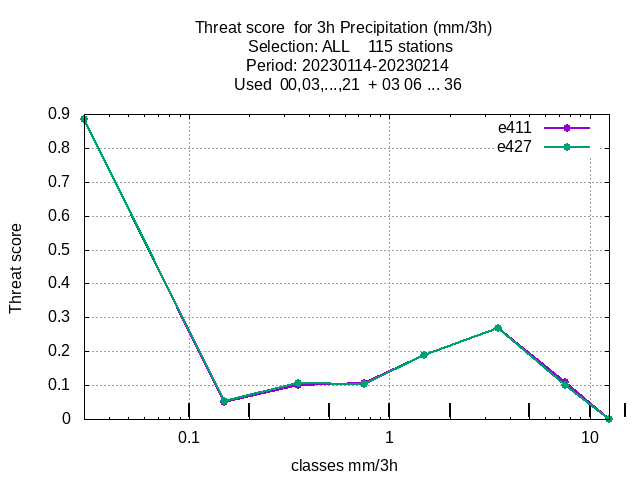 Threat score  for 3h Precipitation (mm/3h)
Selection: ALL    115 stations
Period: 20230114-20230214
Used  00,03,...,21  + 03 06 ... 36
e411
e427
0.9
0.8
0.7
0.6
0.5
0.4
0.3
0.2
0.1
0
Threat score
0.1
1
10
classes mm/3h